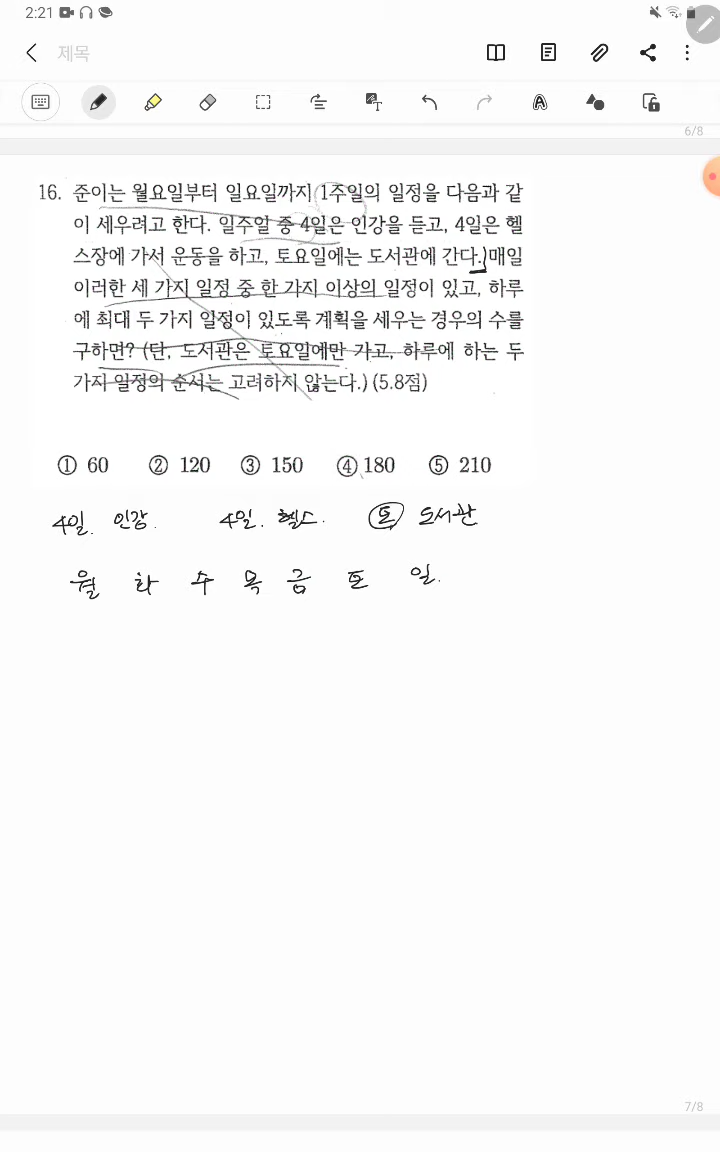 2:21
제목
6/8
16. 준이는 월요일부터 일요일까지 1주일의 일정을 다음과 같
이 세우려고 한다. 일주일 중 4일은 인강을 듣고, 4일은 헬
스장에 가서 운동을 하고, 토요일에는 도서관에 간다. 매일
이러한 세 가지 일정 중 한 가지 이상의 일정이 있고, 하루
에 최대 두 가지 일정이 있도록 계획을 세우는 경우의 수를
구하면? (단, 도서관은 토요일에만 가고, 하루에 하는 두
가지 일정의 순서는 고려하지 않는다.) (5.8점)
① 60 ② 120 ③ 150 ④ 180 ⑤ 210
4일. 인강. 4일. 헬스. 토 도서관
월 화 수 목 금 토 일.
7/8